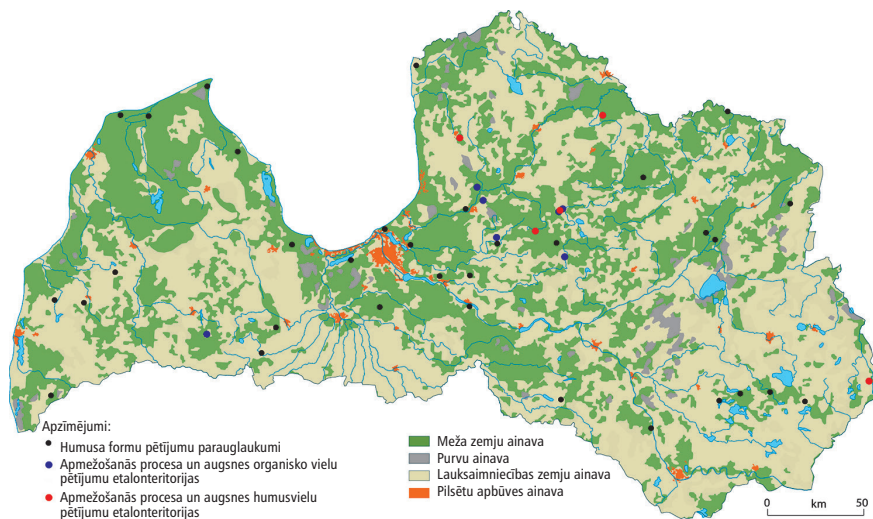 Apzīmējumi:
Humusa formu pētījumu parauglaukumi
Apmežošanās procesa un augsnes organisko vielu
pētījumu etalonteritorijas
Apmežošanās procesa un augsnes humusvielu
pētījumu etalonteritorijas
Meža zemju ainava
Purvu ainava
Lauksaimniecības zemju ainava
Pilsētu apbūves ainava
0 km 50